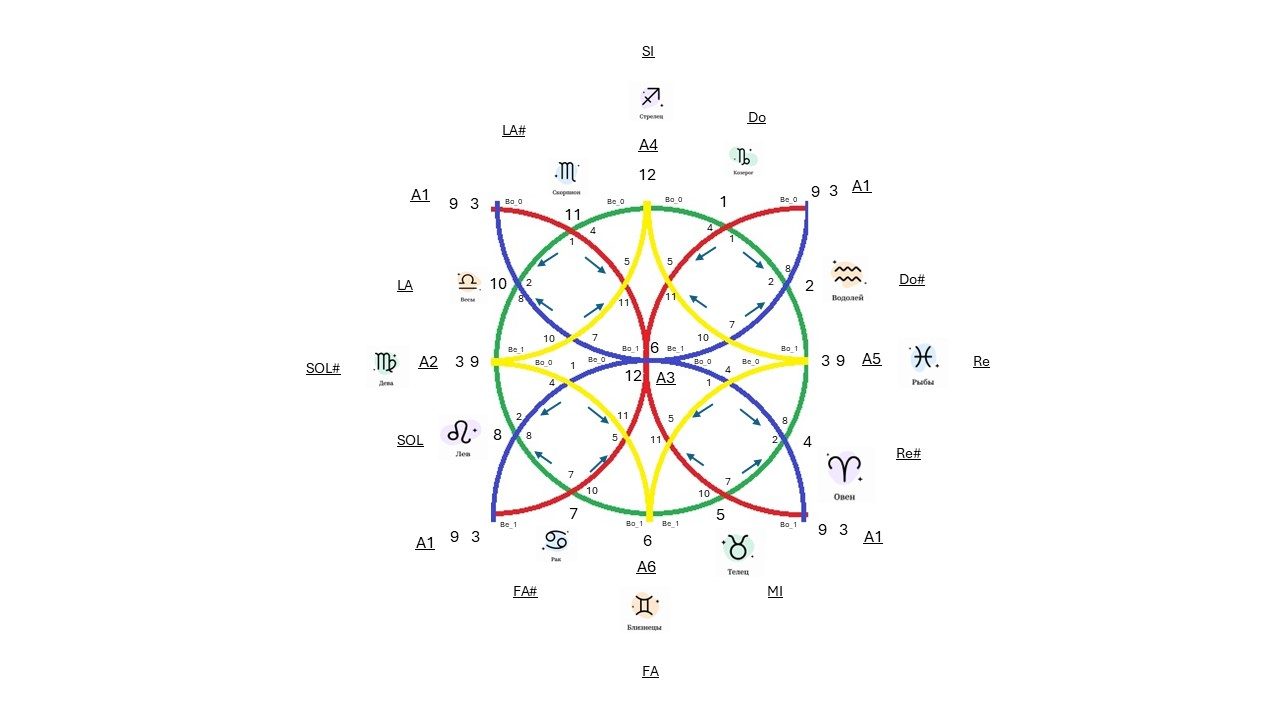 SI
Стрелец
Do
LA#
A4
Козерог
12
Скорпион
A1
9 3
Bo_0
Be_0
Bo_0
1
Be_0
9 3
A1
11
4
1
4
1
LA
Весы
10
2
8
5
11
5
11
8
2
2
Водолей
Do#
10
7
10
7
SOL#
Дева
A2
3 9
Be_1
Bo_1
6
Be_1
Bo_1
3 9
A5
Рыбы
Re
Bo_0
1
Be_0
12
A3
Bo_0
Be_0
4
1
4
SOL
Лев
8
2
8
11
5
5
11
8
2
4
Овен
Re#
7
10
10
7
A1
9 3
Be_1
7
Bo_1
Be_1
5
Bo_1
9 3
A1
Рак
6
Телец
A6
FA#
MI
Близнецы
FA